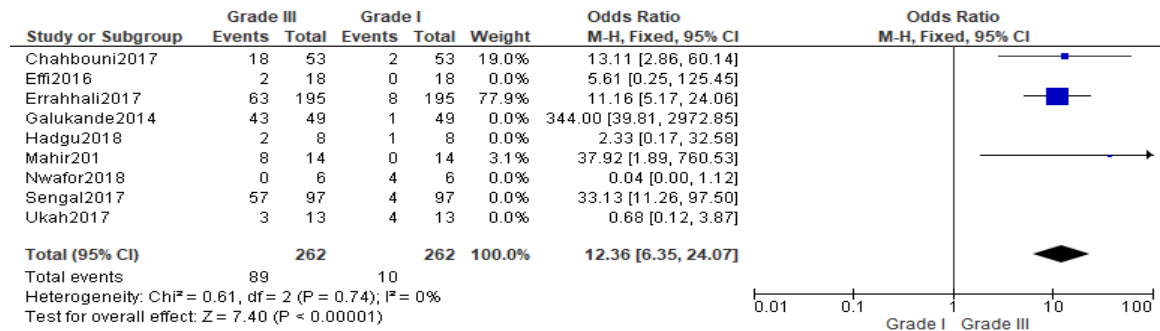 Grade III Grade I Odds Ratio Odds Ratio
Study or Subgroup Events Total Events Total Weight M-H, Fixed, 95% CI M-H, Fixed, 95% CI
Chahbouni2017 18 53 2 53 19.0% 13.11 [2.86, 60.14]
Effi2016 2 18 0 18 0.0% 5.61 [0.25, 125.45]
Errahhali2017 63 195 8 195 77.9% 11.16 [5.17, 24.06]
Galukande2014 43 49 1 49 0.0% 344.00 [39.81, 2972.85]
Hadgu2018 2 8 1 8 0.0% 2.33 [0.17, 32.58]
Mahir201 8 14 0 14 3.1% 37.92 [1.89, 760.53]
Nwafor2018 0 6 4 6 0.0% 0.04 [0.00, 1.12]
Sengal2017 57 97 4 97 0.0% 33.13 [11.26, 97.50]
Ukah2017 3 13 4 13 0.0% 0.68 [0.12, 3.87]
Total (95% CI) 262 262 100.0% 12.36 [6.35, 24.07]
Total events 89 10
Heterogeneity: Chi² = 0.61, df = 2 (P = 0.74); I² = 0%
Test for overall effect: Z = 7.40 (P < 0.00001)
0.01 0.1 1 10 100
Grade I Grade III